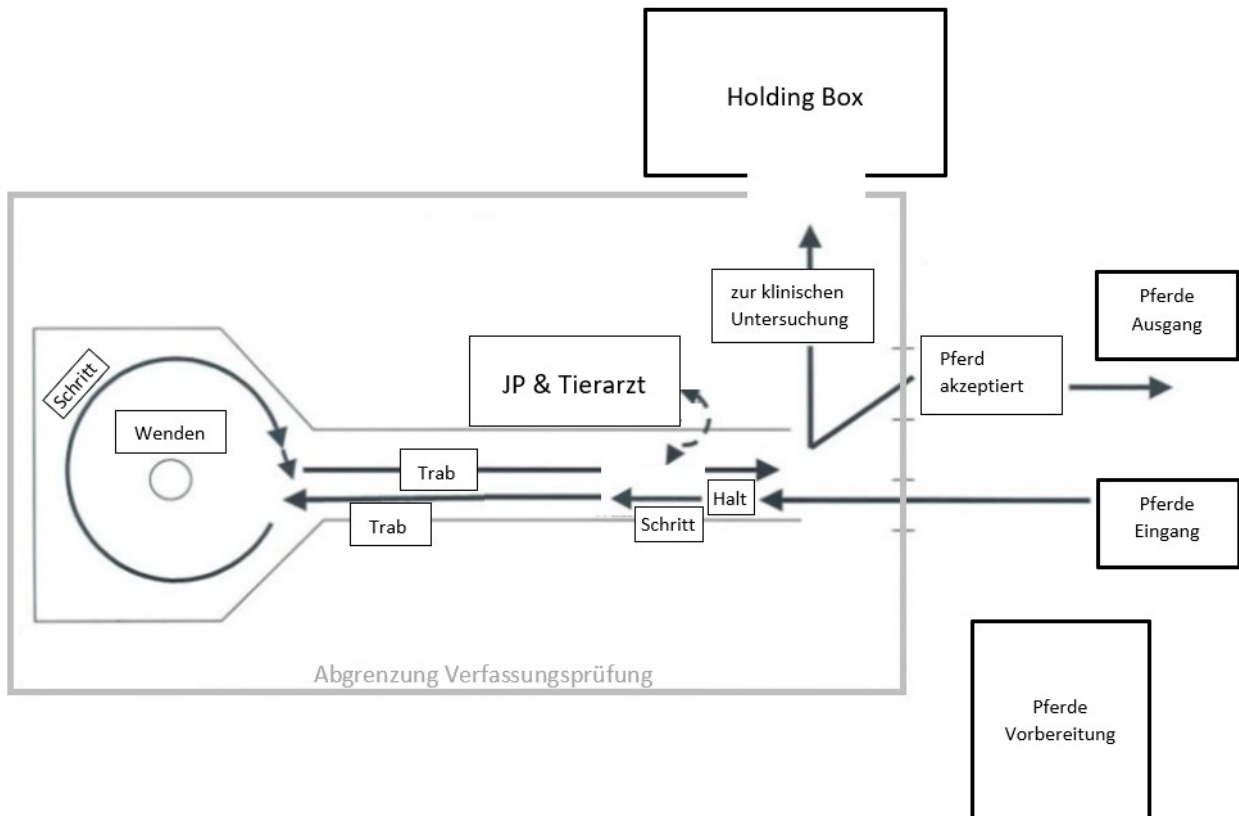 Holding Box
zur klinischen
Untersuchung
Pferde
Ausgang
Pferd
akzeptiert
JP & Tierarzt
Schritt
Wenden
Trab
Halt
Trab
Schritt
Pferde
Eingang
Abgrenzung Verfassungsprüfung
Pferde
Vorbereitung